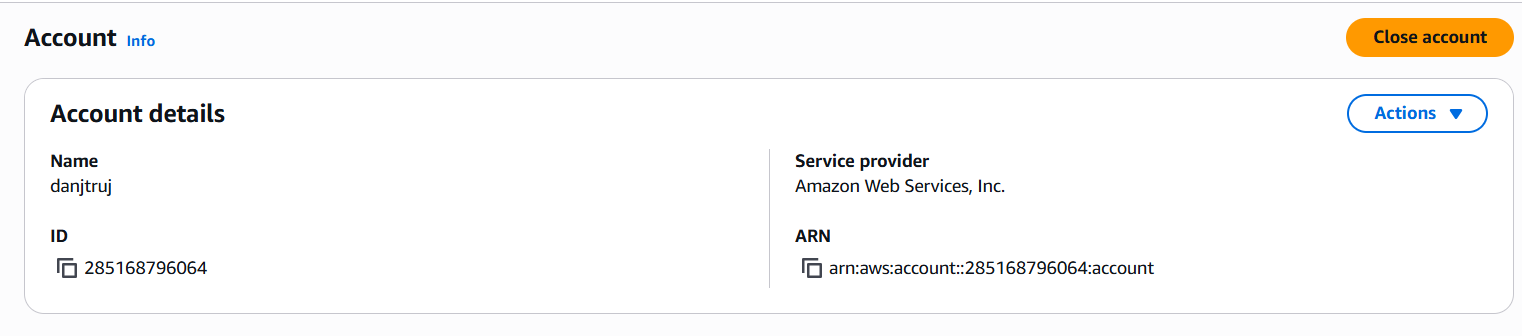 Account Info
Close account
Account details
Actions
Name
danjtruj
Service provider
Amazon Web Services, Inc.
ID
285168796064
ARN
arn:aws:account::285168796064:account